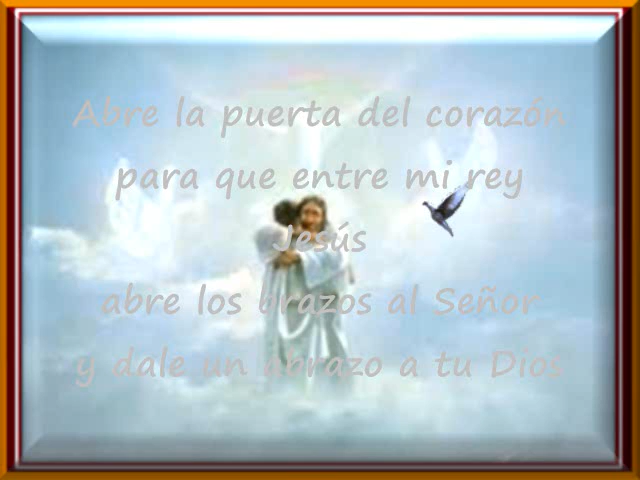 Abre la puerta del corazón
para que entre mi rey
Jesús
abre los brazos al Señor
y dale un abrazo a tu Dios